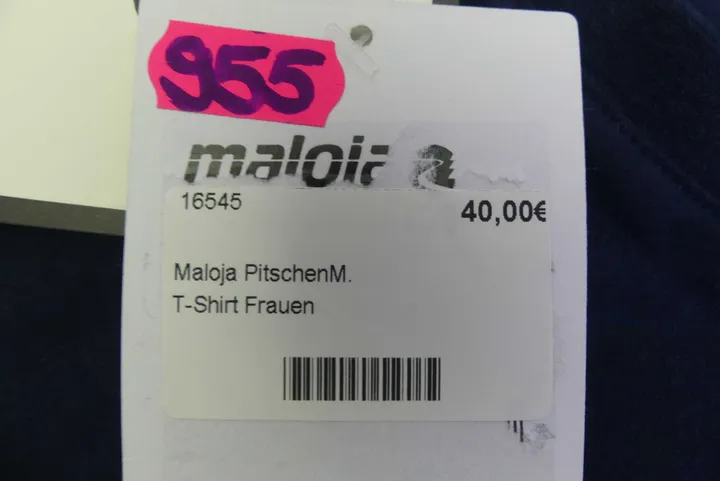 955
maloja
16545
40,00€
Maloja PitschenM.
T-Shirt Frauen